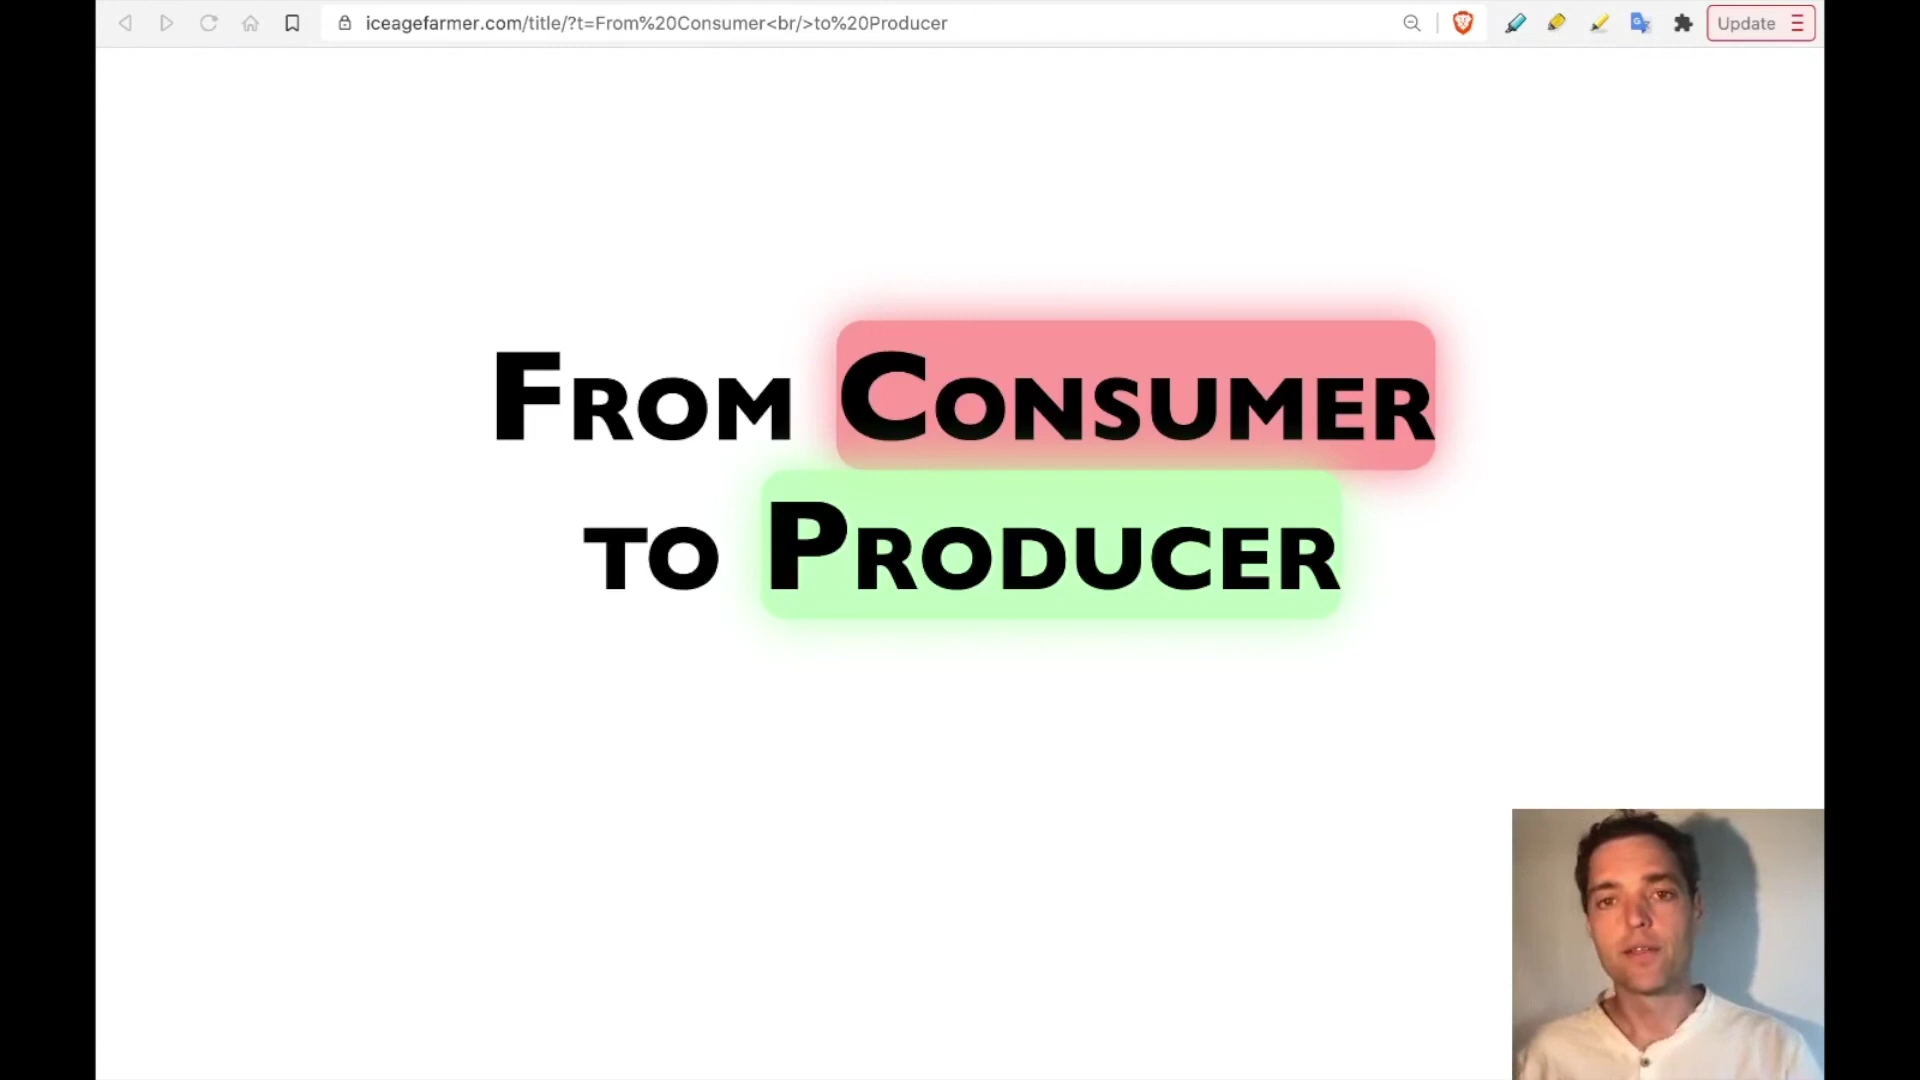 iceagefarmer.com/title/?t=From%20Consumer<br/>to%20Producer
Update
From Consumer
to Producer